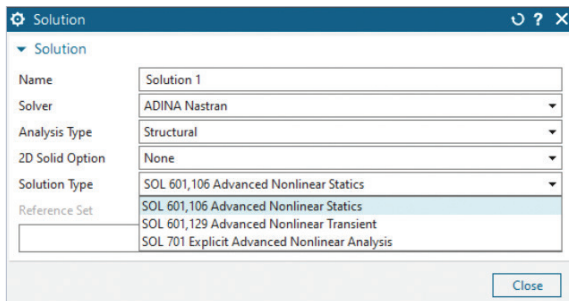 Solution
Solution
Name Solution 1
Solver ADINA Nastran
Analysis Type Structural
2D Solid Option None
Solution Type SOL 601,106 Advanced Nonlinear Statics
Reference Set SOL 601,106 Advanced Nonlinear Statics
SOL 601,129 Advanced Nonlinear Transient
SOL 701 Explicit Advanced Nonlinear Analysis
Close